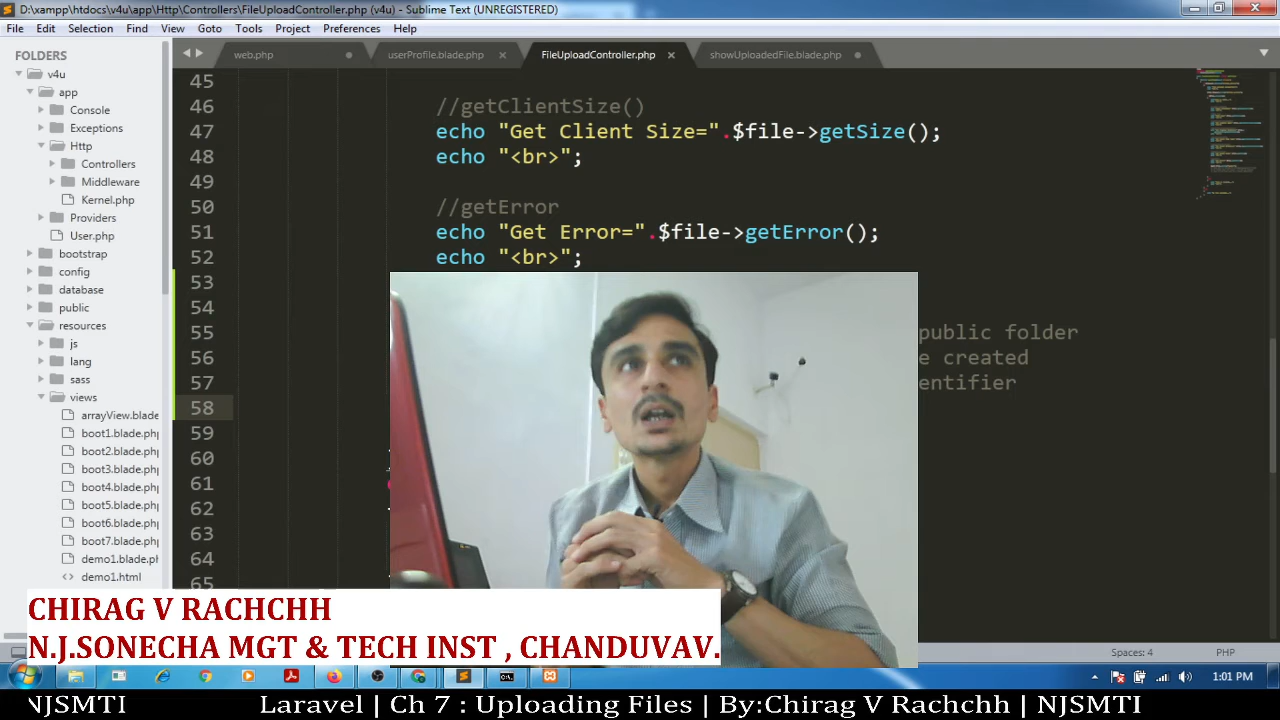 D:\xampp\htdocs\v4u\app\Http\Controllers\FileUploadController.php (v4u) - Sublime Text (UNREGISTERED)
File Edit Selection Find View Goto Tools Project Preferences Help
FOLDERS
v4u
app
Console
Exceptions
Http
Controllers
Middleware
Kernel.php
Providers
User.php
bootstrap
config
database
public
resources
js
lang
sass
views
arrayView.blade
boot1.blade.php
boot2.blade.php
boot3.blade.php
boot4.blade.php
boot5.blade.php
boot6.blade.php
boot7.blade.php
demo1.blade.ph
demo1.html
web.php userProfile.blade.php FileUploadController.php showUploadedFile.blade.php
45
46 //getClientSize()
47 echo "Get Client Size=".$file->getSize();
48 echo "<br>";
49
50 //getError
51 echo "Get Error=".$file->getError();
52 echo "<br>";
53
54
55 public folder
56 e created
57 entifier
58
59
60
61
62
63
64
65
CHIRAG V RACHCHH
N.J.SONECHA MGT & TECH INST , CHANDUVAV.
Spaces: 4 PHP
1:01 PM
NJSMTI Laravel | Ch 7 : Uploading Files | By:Chirag V Rachchh | NJSMTI